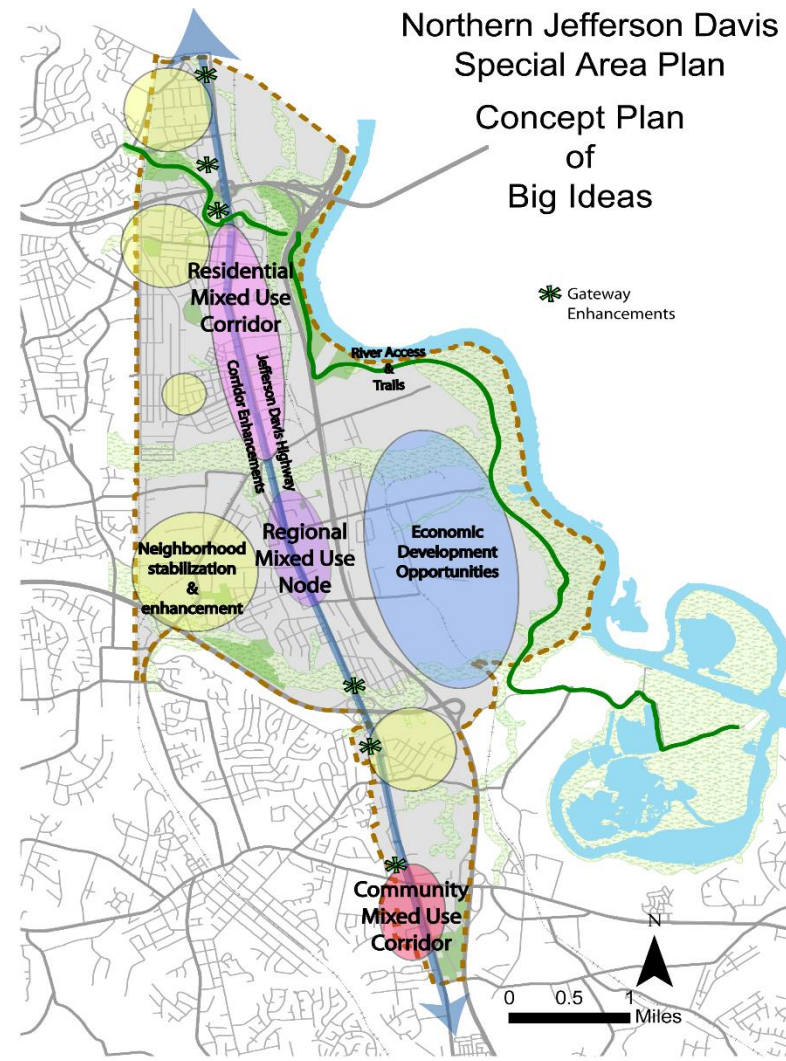 Northern Jefferson Davis
Special Area Plan
Concept Plan
of
Big Ideas
Gateway
Enhancements
Residential
Mixed Use
Corridor
River Access
&
Trails
Jefferson Davis Highway
Corridor Enhancements
Regional
Mixed Use
Node
Economic
Development
Opportunities
Neighborhood
stabilization
&
enhancement
Community
Mixed Use
Corridor
N
0 0.5 1
Miles